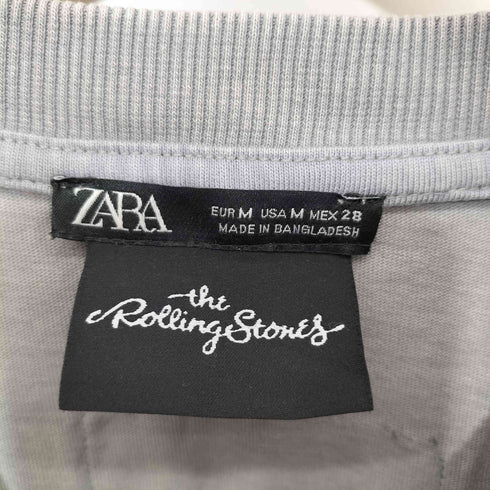 ZARA
EUR M USA M MEX 28
MADE IN BANGLADESH
the
Rolling Stones